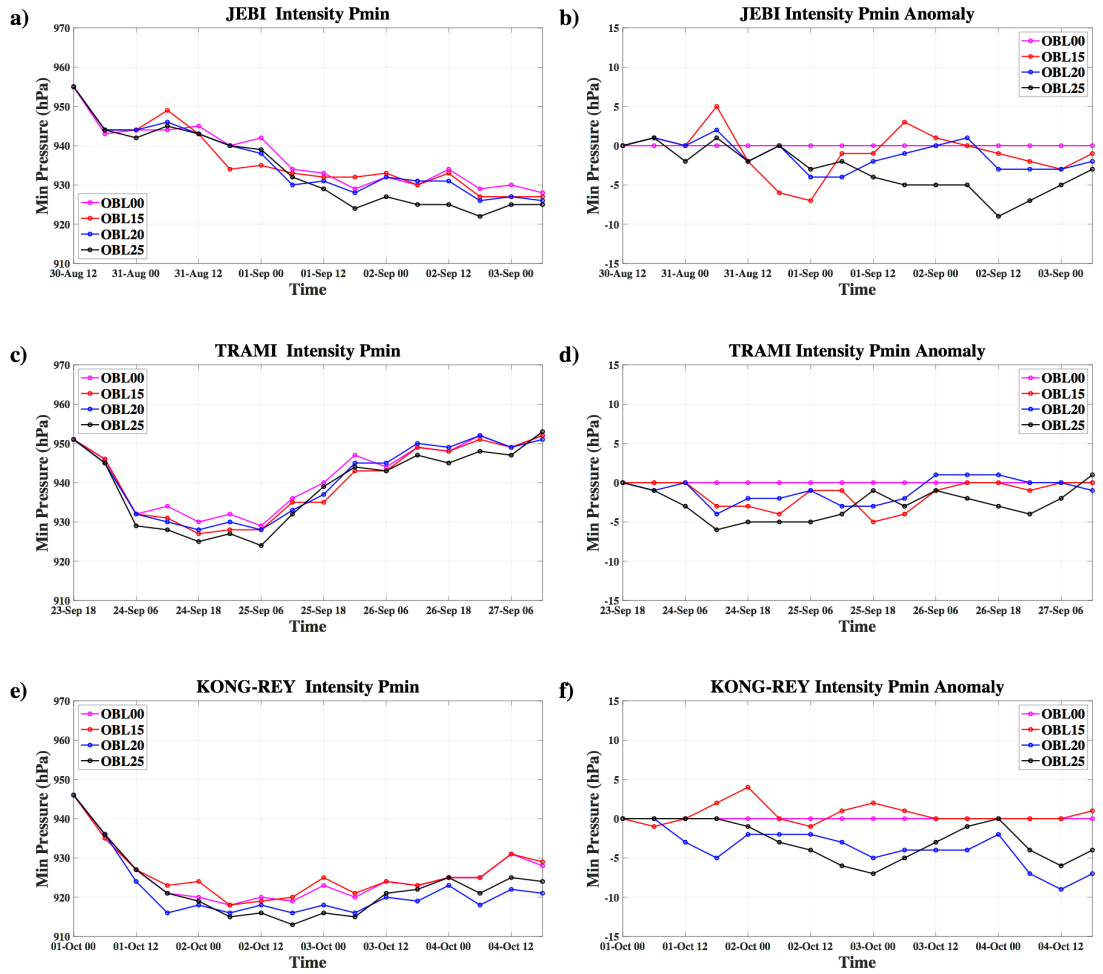 a)
JEBI  Intensity Pmin
970
960
950
940
930
920
910
Min Pressure (hPa)
OBL00
OBL15
OBL20
OBL25
30-Aug 12
31-Aug 00
31-Aug 12
01-Sep 00
01-Sep 12
02-Sep 00
02-Sep 12
03-Sep 00
Time
b)
JEBI Intensity Pmin Anomaly
15
10
5
0
-5
-10
-15
Min Pressure (hPa)
OBL00
OBL15
OBL20
OBL25
30-Aug 12
31-Aug 00
31-Aug 12
01-Sep 00
01-Sep 12
02-Sep 00
02-Sep 12
03-Sep 00
Time
c)
TRAMI  Intensity Pmin
970
960
950
940
930
920
910
Min Pressure (hPa)
OBL00
OBL15
OBL20
OBL25
23-Sep 18
24-Sep 06
24-Sep 18
25-Sep 06
25-Sep 18
26-Sep 06
26-Sep 18
27-Sep 06
Time
d)
TRAMI Intensity Pmin Anomaly
15
10
5
0
-5
-10
-15
Min Pressure (hPa)
OBL00
OBL15
OBL20
OBL25
23-Sep 18
24-Sep 06
24-Sep 18
25-Sep 06
25-Sep 18
26-Sep 06
26-Sep 18
27-Sep 06
Time
e)
KONG-REY  Intensity Pmin
970
960
950
940
930
920
910
Min Pressure (hPa)
OBL00
OBL15
OBL20
OBL25
01-Oct 00
01-Oct 12
02-Oct 00
02-Oct 12
03-Oct 00
03-Oct 12
04-Oct 00
04-Oct 12
Time
f)
KONG-REY Intensity Pmin Anomaly
15
10
5
0
-5
-10
-15
Min Pressure (hPa)
OBL00
OBL15
OBL20
OBL25
01-Oct 00
01-Oct 12
02-Oct 00
02-Oct 12
03-Oct 00
03-Oct 12
04-Oct 00
04-Oct 12
Time